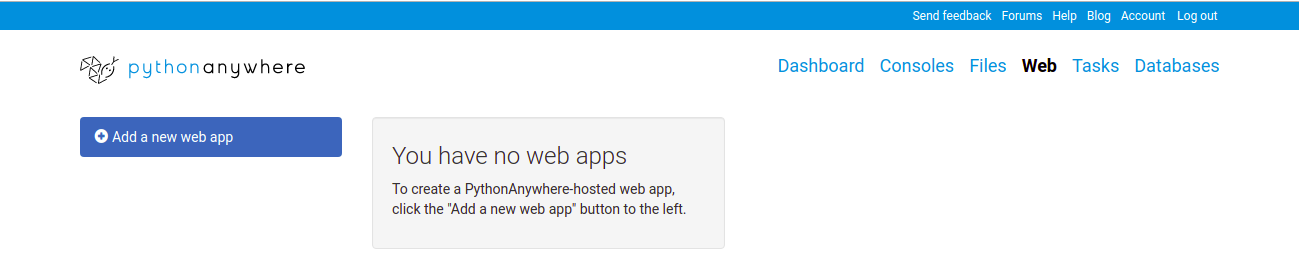 Send feedback Forums Help Blog Account Log out
pythonanywhere
Dashboard Consoles Files Web Tasks Databases
Add a new web app
You have no web apps
To create a PythonAnywhere-hosted web app,
click the "Add a new web app" button to the left.